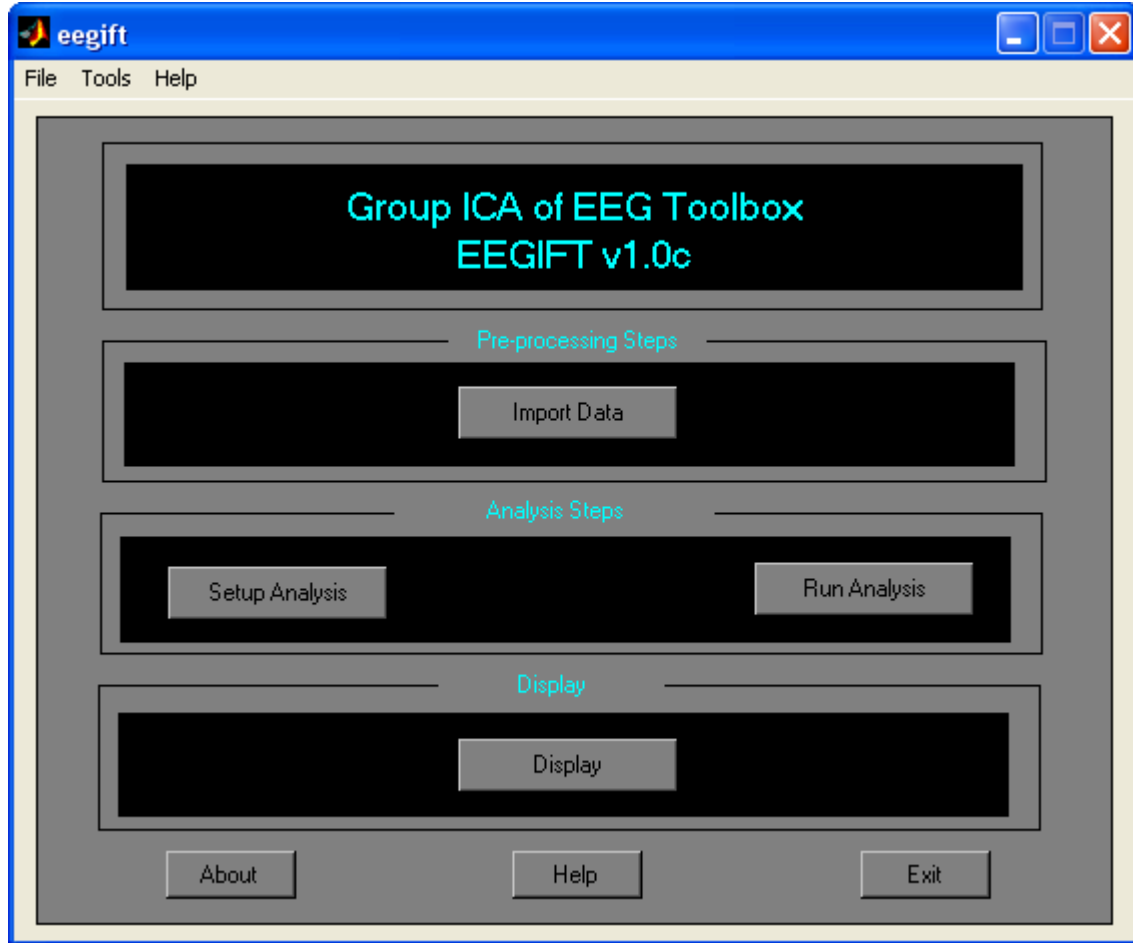 eegift
File Tools Help
Group ICA of EEG Toolbox
EEGIFT v1.0c
Pre-processing Steps
Import Data
Analysis Steps
Setup Analysis
Run Analysis
Display
Display
About
Help
Exit